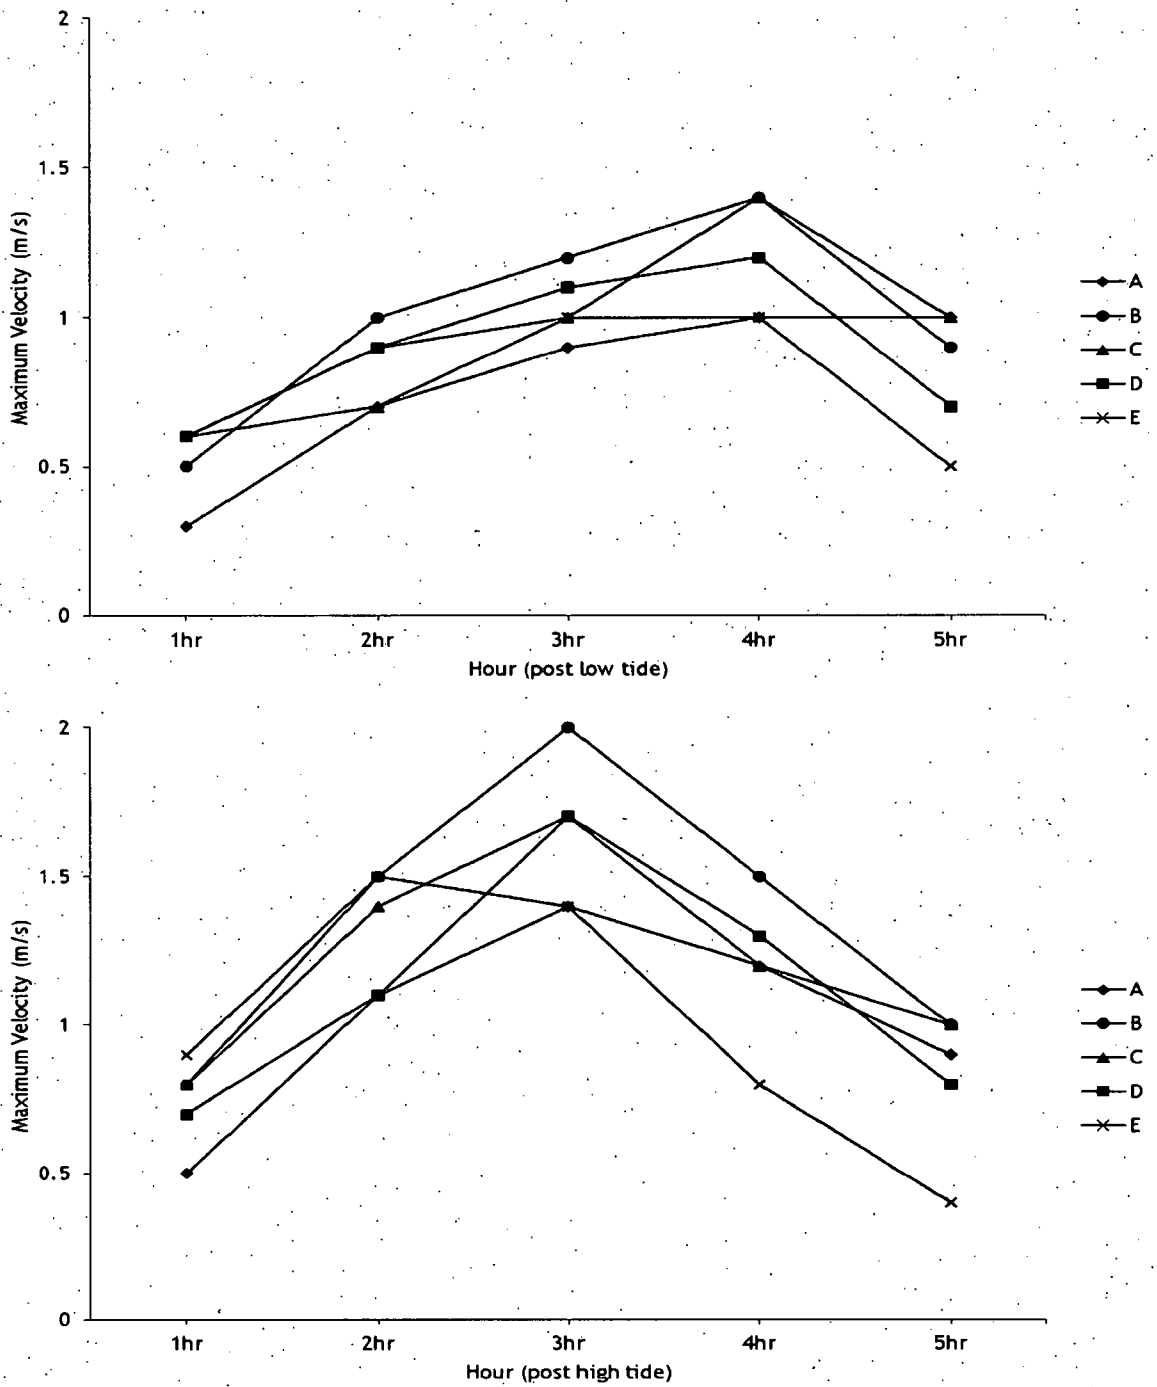 2
1.5
1
0.5
0
Maximum Velocity (m/s)
1hr 2hr 3hr 4hr 5hr
Hour (post low tide)
A
B
C
D
E
2
1.5
1
0.5
0
Maximum Velocity (m/s)
1hr 2hr 3hr 4hr 5hr
Hour (post high tide)
A
B
C
D
E